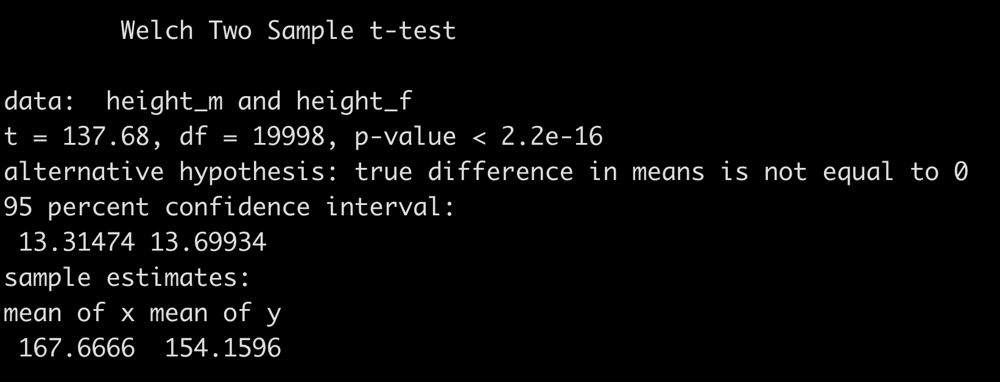 Welch Two Sample t-test
data:  height_m and height_f
t = 137.68, df = 19998, p-value < 2.2e-16
alternative hypothesis: true difference in means is not equal to 0
95 percent confidence interval:
 13.31474 13.69934
sample estimates:
mean of x mean of y
 167.6666  154.1596